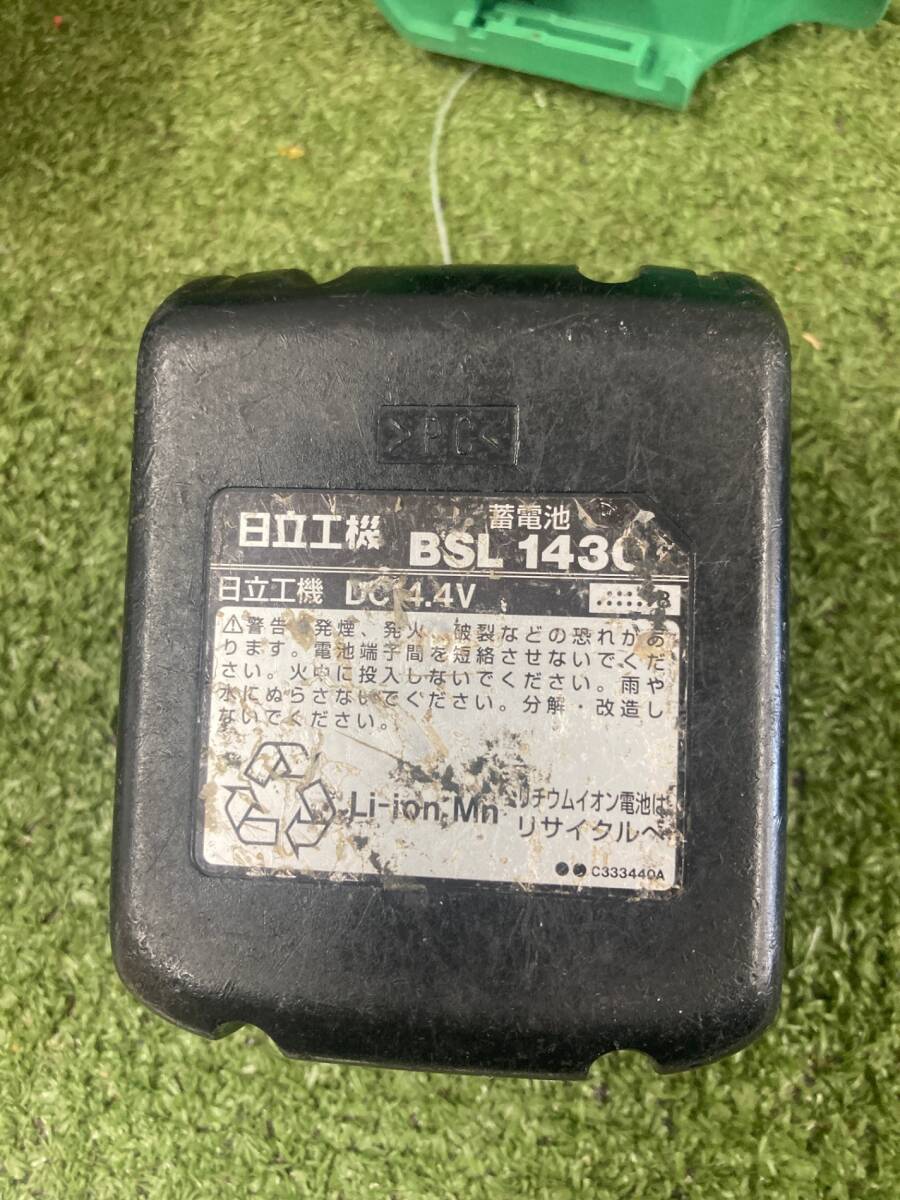 >PC<
日立工機
蓄電池
BSL 1430
日立工機 DC14.4V
⚠警告 発煙、発火、破裂などの恐れがあ
ります。電池端子間を短絡させないでくだ
さい。火中に投入しないでください。雨や
水にぬらさないでください。分解・改造し
ないでください。
Li-ion Mn
リチウムイオン電池は
リサイクルへ
C333440A